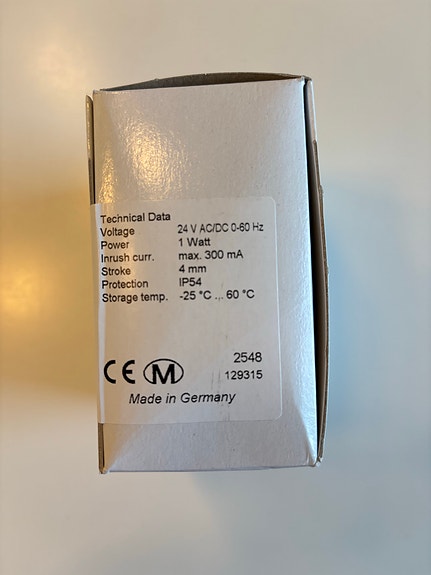 Technical Data
Voltage 24 V AC/DC 0-60 Hz
Power 1 Watt
Inrush curr. max. 300 mA
Stroke 4 mm
Protection IP54
Storage temp. -25 °C ... 60 °C
CE M 2548
129315
Made in Germany